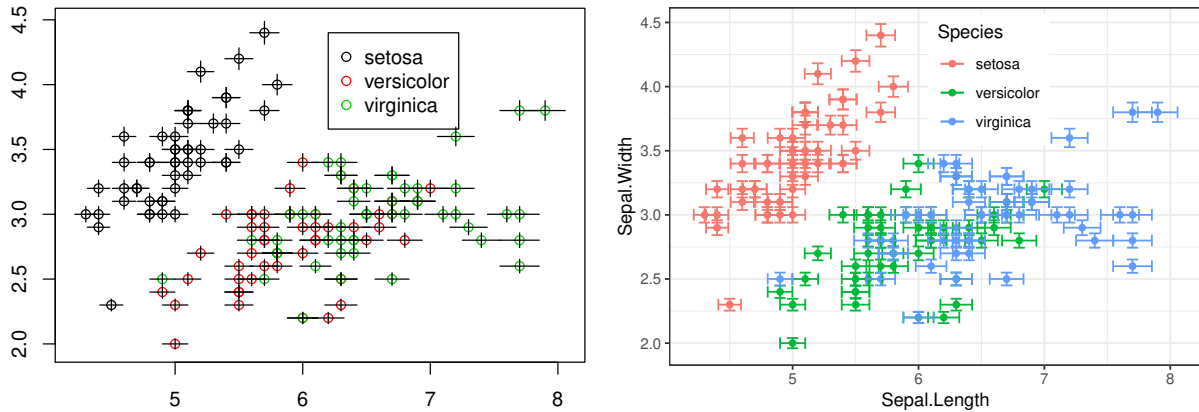 4.5
4.0
3.5
3.0
2.5
2.0
setosa
versicolor
virginica
5 6 7 8
Sepal.Width
4.5
4.0
3.5
3.0
2.5
2.0
Species
setosa
versicolor
virginica
5 6 7 8
Sepal.Length